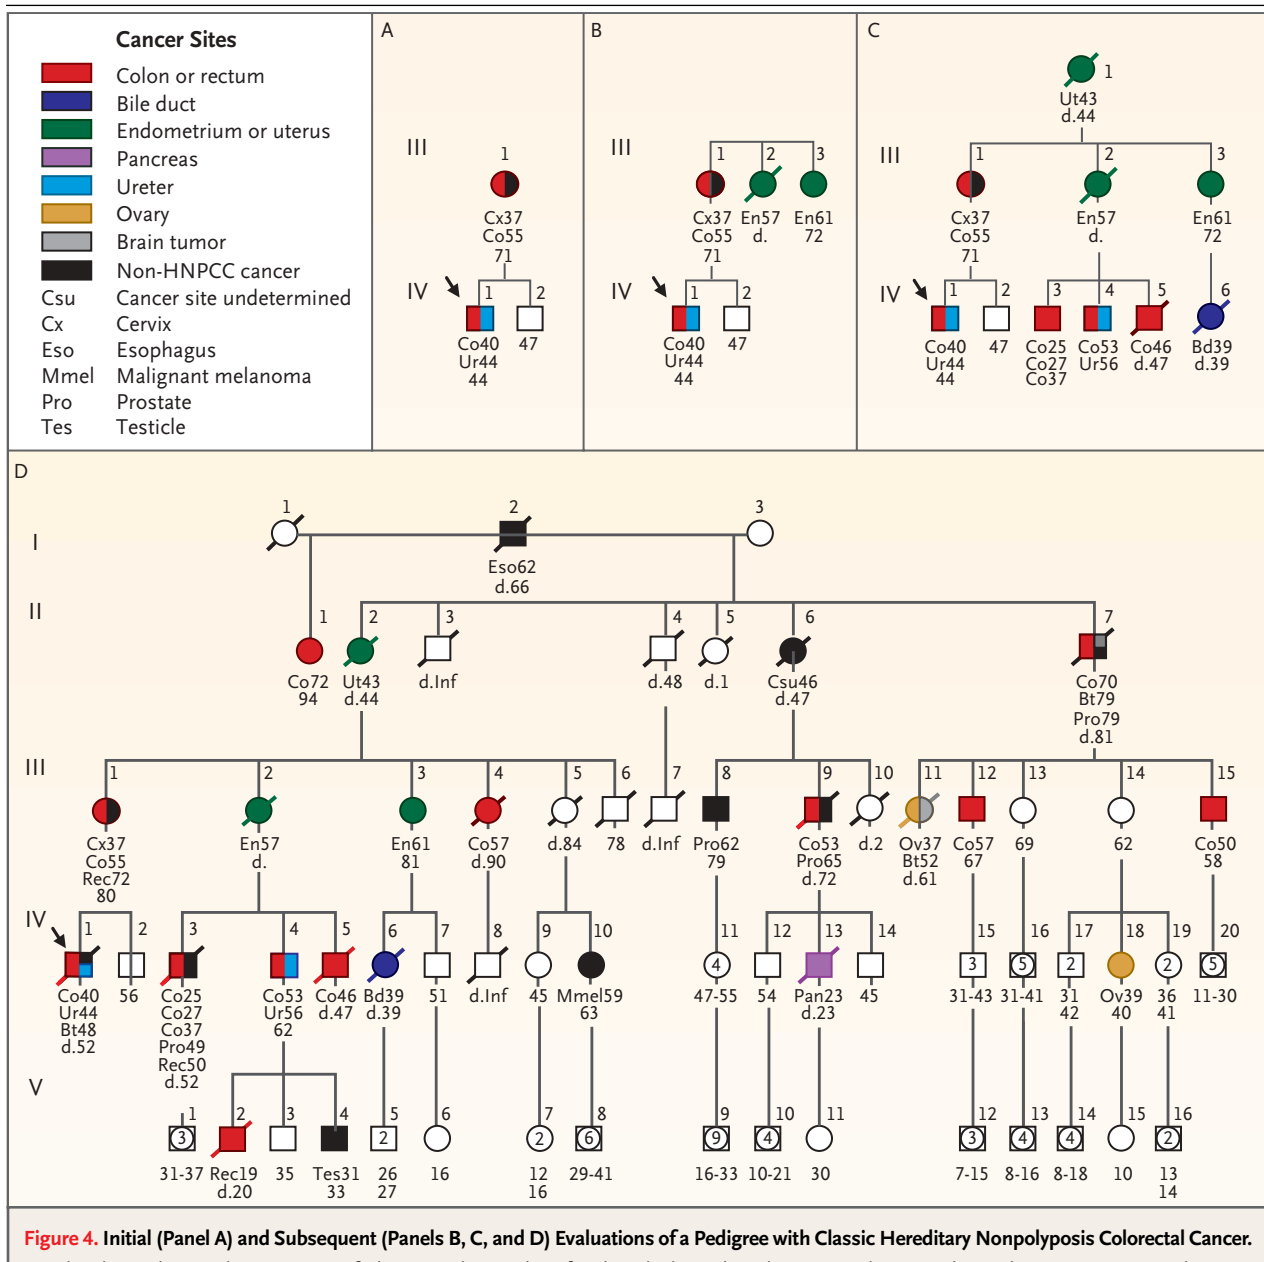 Cancer Sites
Colon or rectum
Bile duct
Endometrium or uterus
Pancreas
Ureter
Ovary
Brain tumor
Non-HNPCC cancer
Csu Cancer site undetermined
Cx Cervix
Eso Esophagus
Mmel Malignant melanoma
Pro Prostate
Tes Testicle
A
III
1
Cx37
Co55
71
IV
1 2
Co40 47
Ur44
44
B
III
1 2 3
Cx37 En57 En61
Co55 d. 72
71
IV
1 2
Co40 47
Ur44
44
C
1
Ut43
d.44
III
1 2 3
Cx37 En57 En61
Co55 d. 72
71
IV
1 2 3 4 5 6
Co40 47 Co25 Co53 Co46 Bd39
Ur44 Co27 Ur56 d.47 d.39
44 Co37
D
1 2 3
I
Eso62
d.66
II
1 2 3 4 5 6 7
Co72 Ut43 d.Inf d.48 d.1 Csu46 Co70
94 d.44 d.47 Bt79
Pro79
d.81
III
1 2 3 4 5 6 7 8 9 10 11 12 13 14 15
Cx37 En57 En61 Co57 d.84 78 d.Inf Pro62 Co53 d.2 Ov37 Co57 69 62 Co50
Co55 d. 81 d.90 79 Pro65 Bt52 67 58
Rec72 d.72 d.61
80
IV
1 2 3 4 5 6 7 8 9 10 11 12 13 14 15 16 17 18 19 20
4 3 5 2 2 5
Co40 56 Co25 Co53 Co46 Bd39 51 d.Inf 45 Mmel59 47-55 54 Pan23 45 31-43 31-41 31 Ov39 36 11-30
Ur44 Co27 Ur56 d.47 d.39 63 d.23 42 40 41
Bt48 Co37 62
d.52 Pro49
Rec50
d.52
V
1 2 3 4 5 6 7 8 9 10 11 12 13 14 15 16
3 2 2 6 9 4 3 4 4 2
31-37 Rec19 35 Tes31 26 16 12 29-41 16-33 10-21 30 7-15 8-16 8-18 10 13
d.20 33 27 16 14
Figure 4. Initial (Panel A) and Subsequent (Panels B, C, and D) Evaluations of a Pedigree with Classic Hereditary Nonpolyposis Colorectal Cancer.